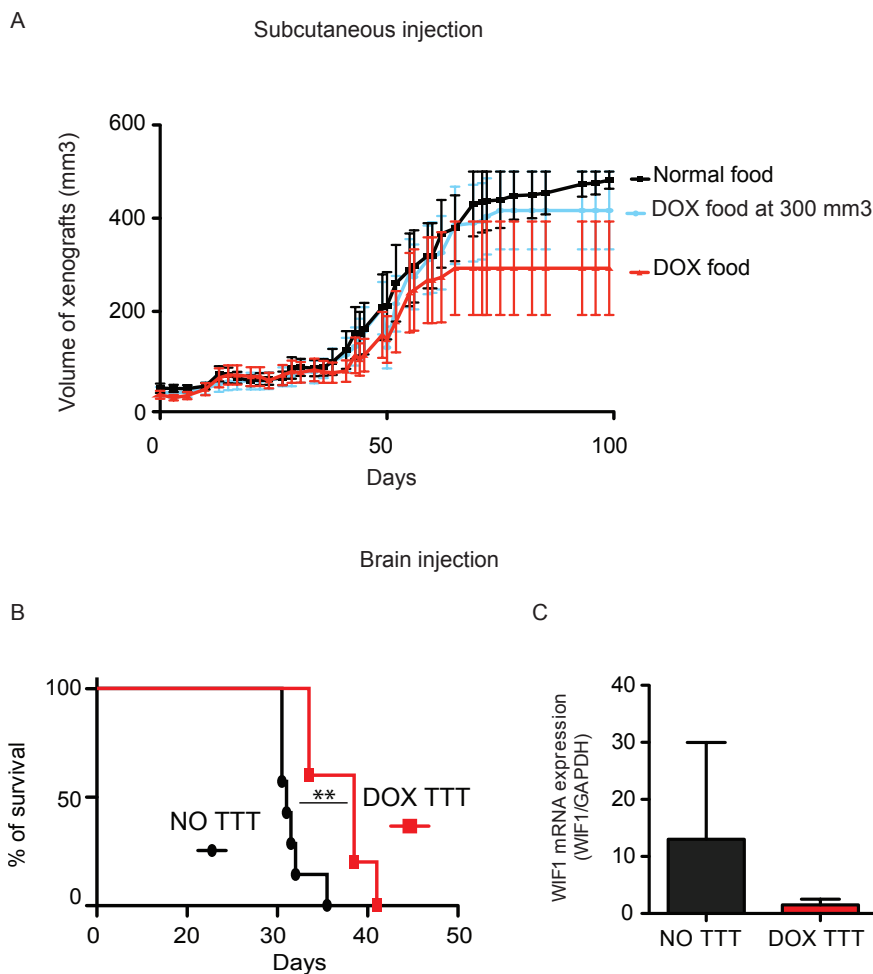 A
Subcutaneous injection
Volume of xenografts (mm3)
600
400
200
0
0
50
100
Days
Normal food
DOX food at 300 mm3
DOX food
Brain injection
B
% of survival
100
50
0
0
10
20
30
40
50
Days
NO TTT
**
DOX TTT
C
WIF1 mRNA expression
(WIF1/GAPDH)
40
30
20
10
0
NO TTT
DOX TTT